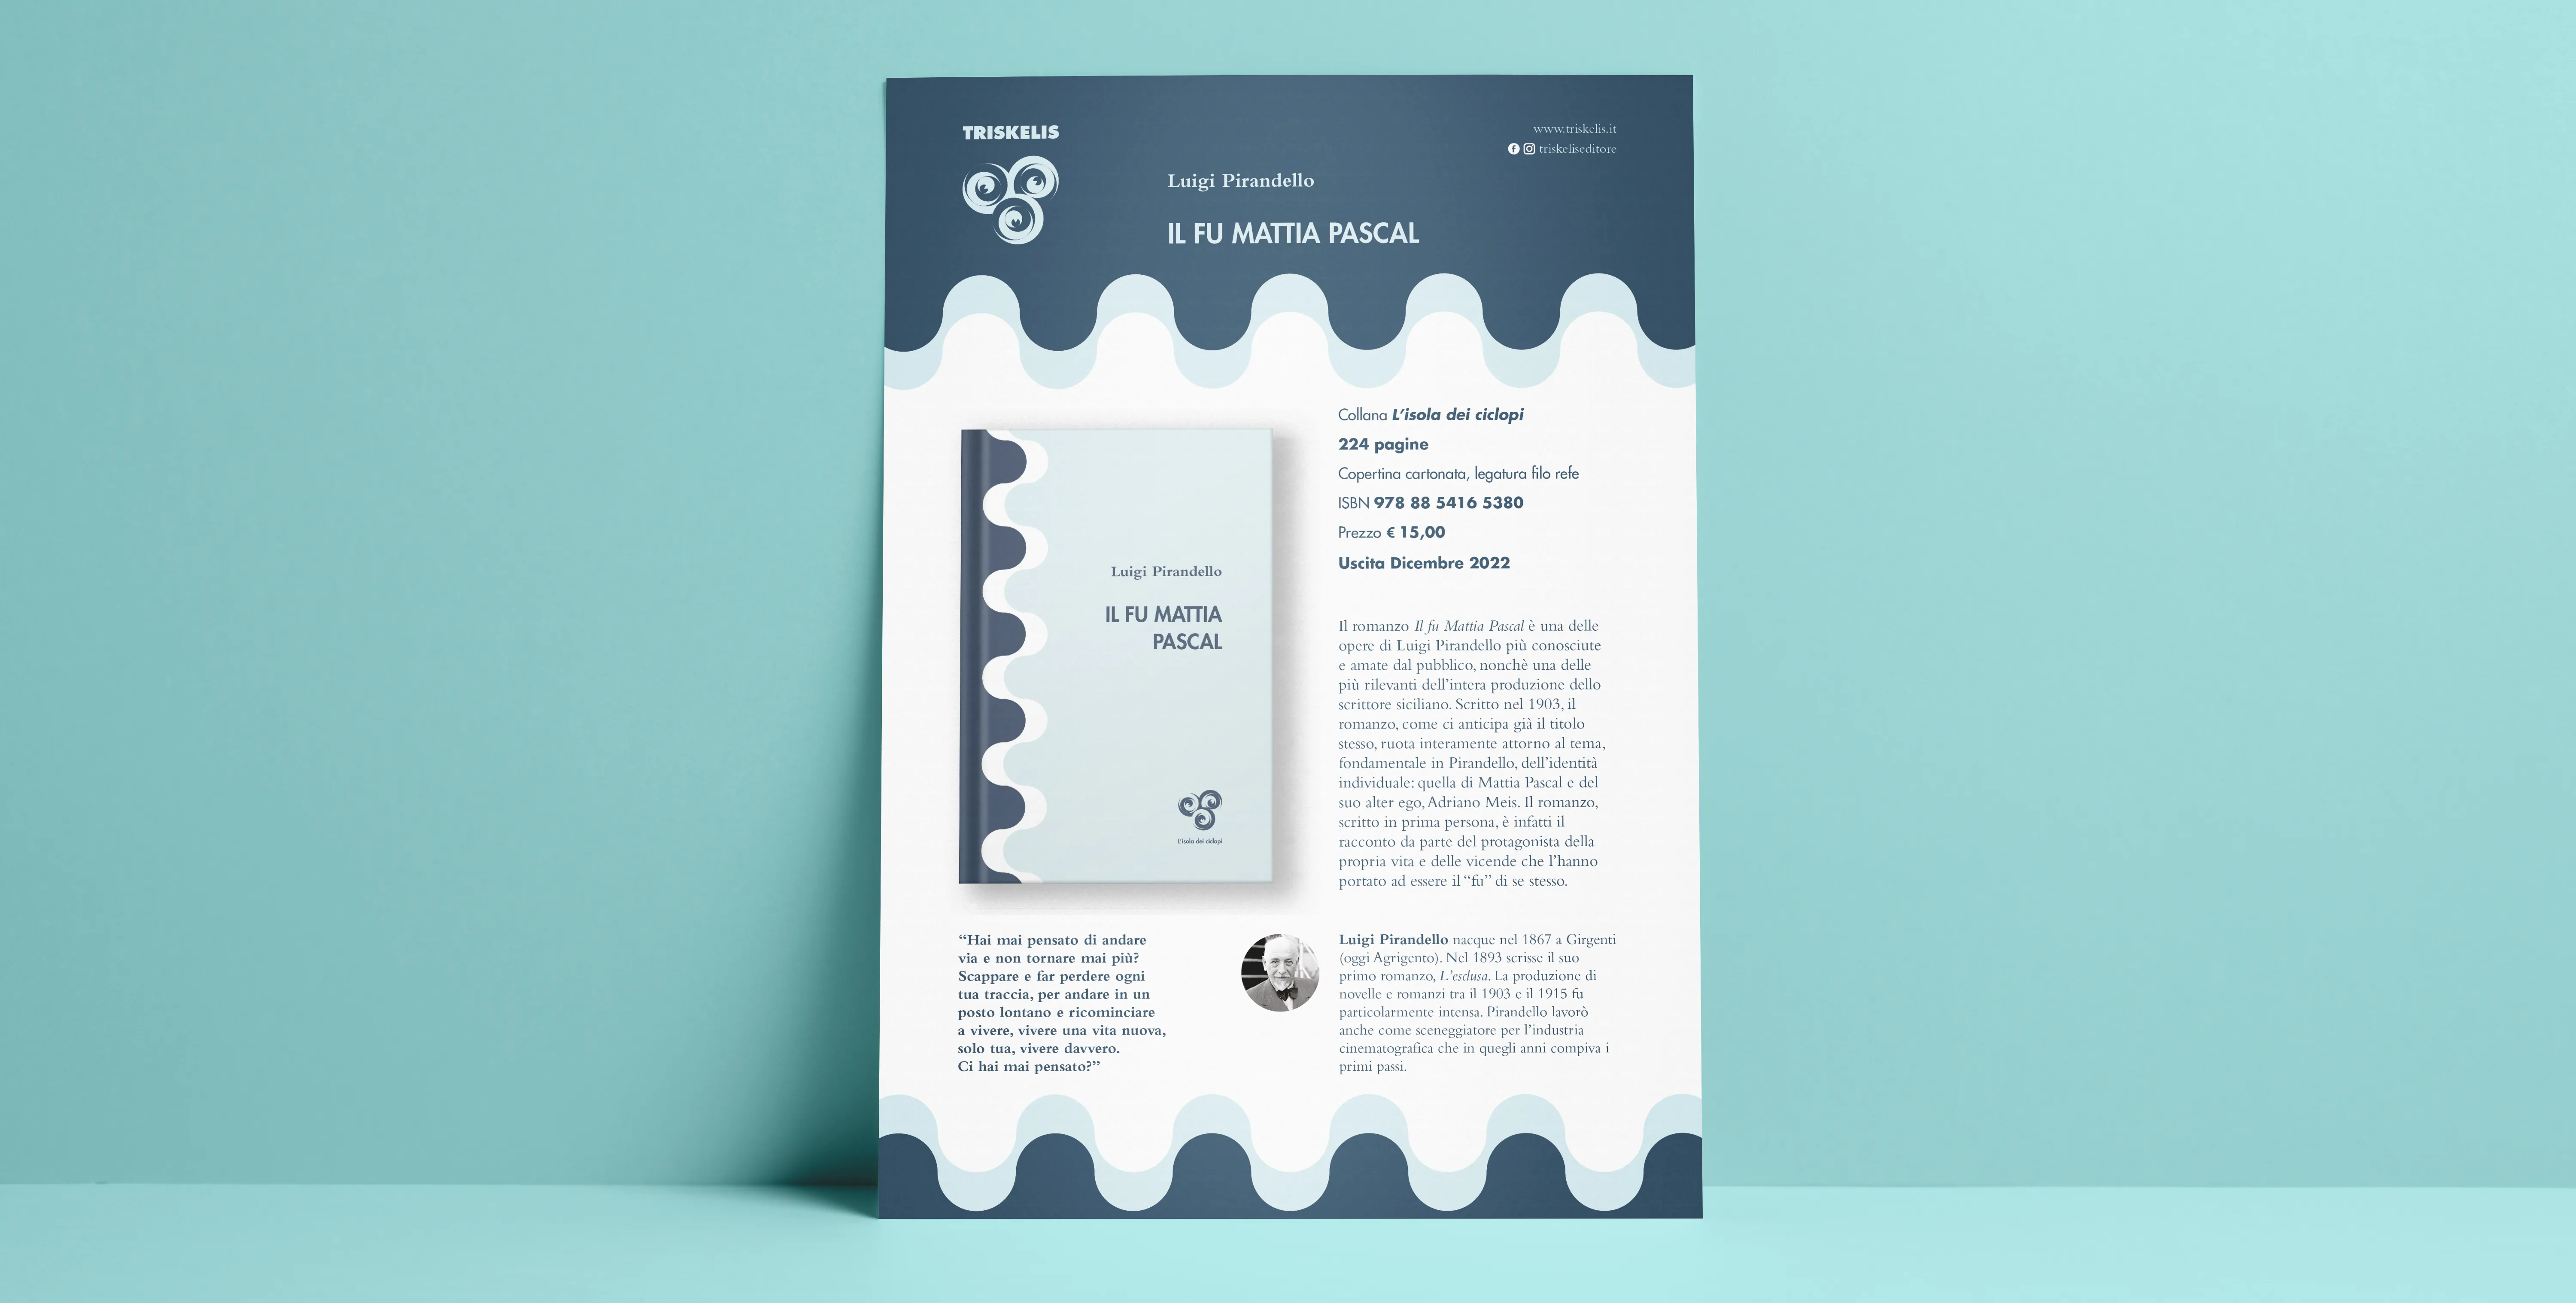 TRISKELIS
www.triskelis.it
triskeliseditore
Luigi Pirandello
IL FU MATTIA PASCAL
Luigi Pirandello
IL FU MATTIA
PASCAL
L'isola dei ciclopi
Collana L'isola dei ciclopi
224 pagine
Copertina cartonata, legatura filo refe
ISBN 978 88 5416 5380
Prezzo € 15,00
Uscita Dicembre 2022
Il romanzo Il fu Mattia Pascal è una delle
opere di Luigi Pirandello più conosciute
e amate dal pubblico, nonchè una delle
più rilevanti dell'intera produzione dello
scrittore siciliano. Scritto nel 1903, il
romanzo, come ci anticipa già il titolo
stesso, ruota interamente attorno al tema,
fondamentale in Pirandello, dell'identità
individuale: quella di Mattia Pascal e del
suo alter ego, Adriano Meis. Il romanzo,
scritto in prima persona, è infatti il
racconto da parte del protagonista della
propria vita e delle vicende che l'hanno
portato ad essere il “fu” di se stesso.
“Hai mai pensato di andare
via e non tornare mai più?
Scappare e far perdere ogni
tua traccia, per andare in un
posto lontano e ricominciare
a vivere, vivere una vita nuova,
solo tua, vivere davvero.
Ci hai mai pensato?”
Luigi Pirandello nacque nel 1867 a Girgenti
(oggi Agrigento). Nel 1893 scrisse il suo
primo romanzo, L'esclusa. La produzione di
novelle e romanzi tra il 1903 e il 1915 fu
particolarmente intensa. Pirandello lavorò
anche come sceneggiatore per l'industria
cinematografica che in quegli anni compiva i
primi passi.